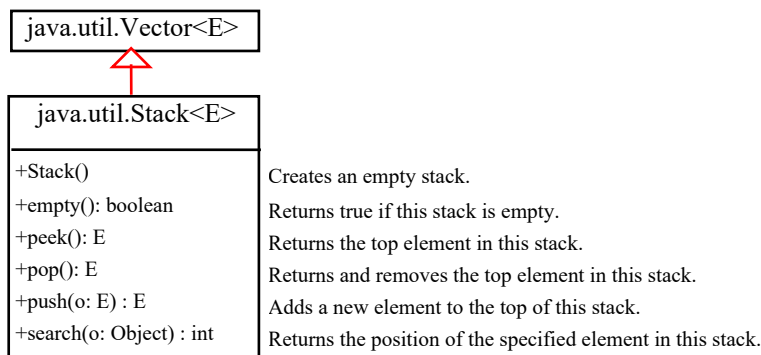 java.util.Vector<E>
java.util.Stack<E>
+Stack() Creates an empty stack.
+empty(): boolean Returns true if this stack is empty.
+peek(): E Returns the top element in this stack.
+pop(): E Returns and removes the top element in this stack.
+push(o: E) : E Adds a new element to the top of this stack.
+search(o: Object) : int Returns the position of the specified element in this stack.